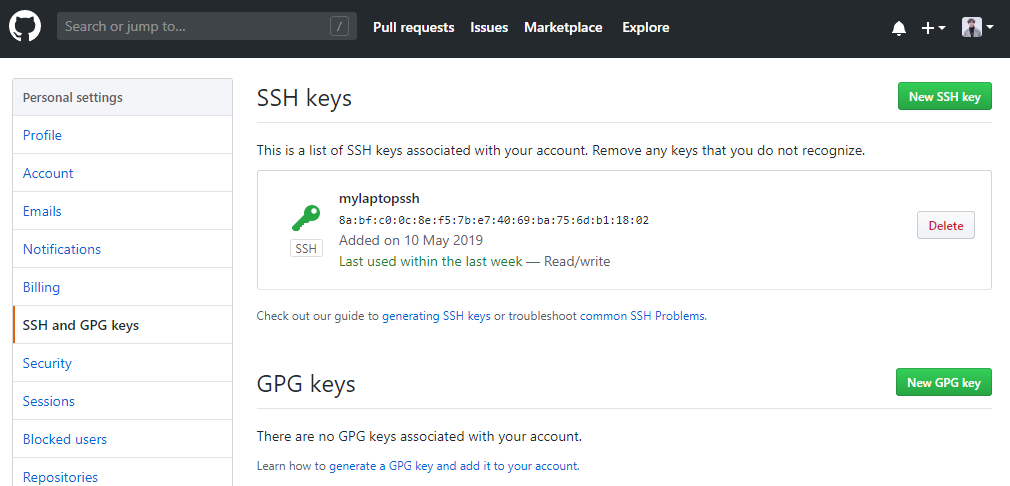 Search or jump to... /
Pull requests Issues Marketplace Explore
Personal settings
Profile
Account
Emails
Notifications
Billing
SSH and GPG keys
Security
Sessions
Blocked users
Repositories
SSH keys
New SSH key
This is a list of SSH keys associated with your account. Remove any keys that you do not recognize.
mylaptopssh
8a:bf:c0:0c:8e:f5:7b:e7:40:69:ba:75:6d:b1:18:02
Added on 10 May 2019
Last used within the last week — Read/write
SSH
Delete
Check out our guide to generating SSH keys or troubleshoot common SSH Problems.
GPG keys
New GPG key
There are no GPG keys associated with your account.
Learn how to generate a GPG key and add it to your account.